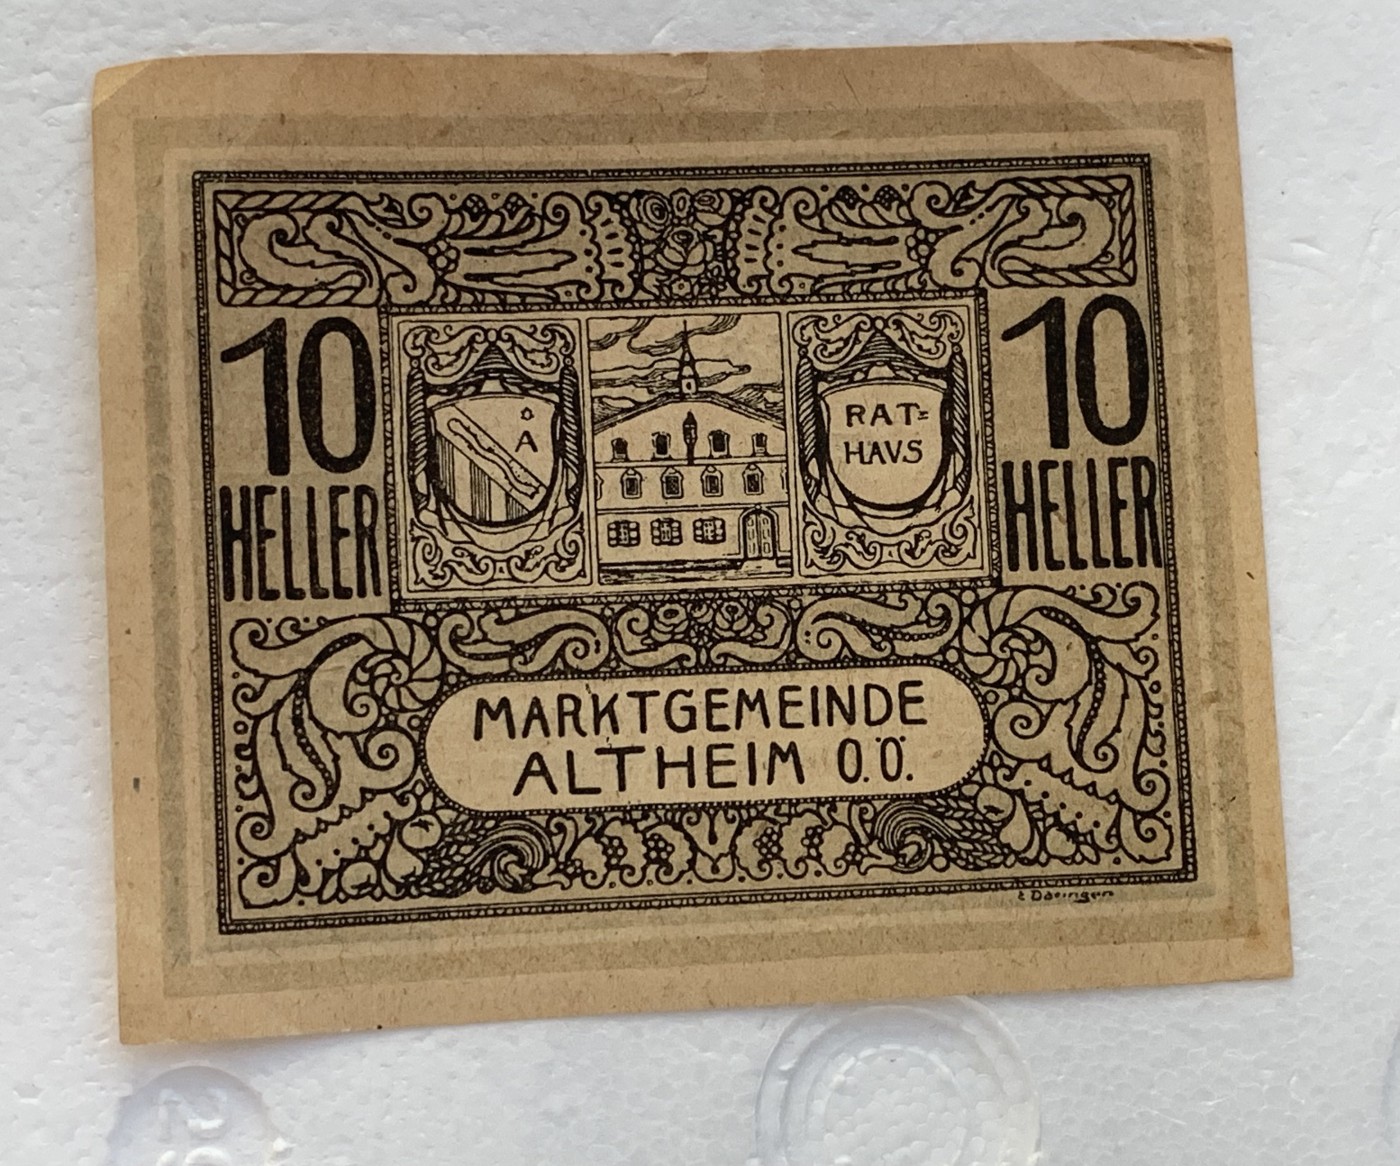 10
HELLER
Å
RAT=
HAVS
10
HELLER
MARKTGEMEINDE
ALTHEIM O.Ö.